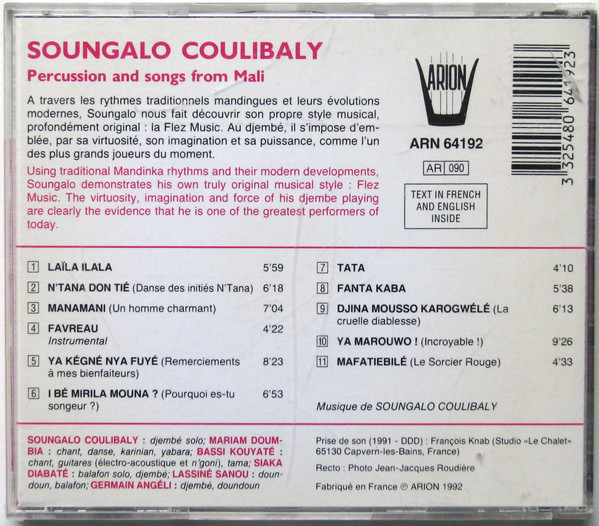 SOUNGALO COULIBALY
Percussion and songs from Mali
A travers les rythmes traditionnels mandingues et leurs évolutions
modernes, Soungalo nous fait découvrir son propre style musical,
profondément original : la Flez Music. Au djembé, il s'impose d'em-
blée, par sa virtuosité, son imagination et sa puissance, comme l'un
des plus grands joueurs du moment.
Using traditional Mandinka rhythms and their modern developments,
Soungalo demonstrates his own truly original musical style : Flez
Music. The virtuosity, imagination and force of his djembe playing
are clearly the evidence that he is one of the greatest performers of
today.
ARION
ARN 64192
AR 090
TEXT IN FRENCH
AND ENGLISH
INSIDE
3 325480 641923
1 LAÏLA ILALA 5'59
2 N'TANA DON TIÉ (Danse des initiés N'Tana) 6'18
3 MANAMANI (Un homme charmant) 7'04
4 FAVREAU 4'22
Instrumental
5 YA KÉGNÉ NYA FUYÉ (Remerciements 8'23
à mes bienfaiteurs)
6 I BÉ MIRILA MOUNA ? (Pourquoi es-tu 6'53
songeur ?)
7 TATA 4'10
8 FANTA KABA 5'38
9 DJINA MOUSSO KAROGWÉLÉ (La 6'13
cruelle diablesse)
10 YA MAROUWO ! (Incroyable !) 9'26
11 MAFATIEBILÉ (Le Sorcier Rouge) 4'33
Musique de SOUNGALO COULIBALY
SOUNGALO COULIBALY : djembé solo; MARIAM DOUM-
BIA : chant, danse, karinian, yabara; BASSI KOUYATÉ :
chant, guitares (électro-acoustique et n'goni), tama; SIAKA
DIABATÉ : balafon solo, djembé; LASSINÉ SANOU : doun-
doun, balafon; GERMAIN ANGÉLI : djembé, doundoun
Prise de son (1991 - DDD) : François Knab (Studio «Le Chalet»
65130 Capvern-les-Bains, France)
Recto : Photo Jean-Jacques Roudière
Fabriqué en France ℗ ARION 1992